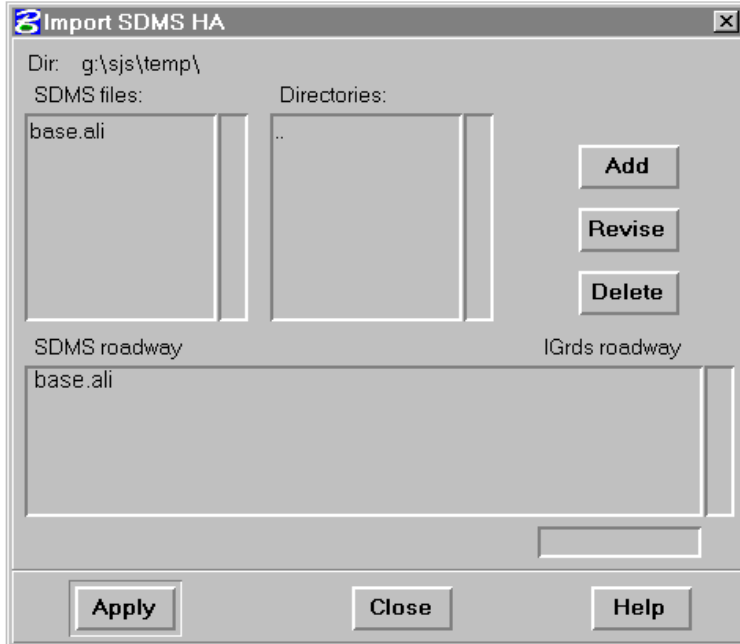 Import SDMS HA
Dir: g:\sjs\temp\
SDMS files: Directories:
base.ali ..
Add
Revise
Delete
SDMS roadway IGrds roadway
base.ali
Apply Close Help